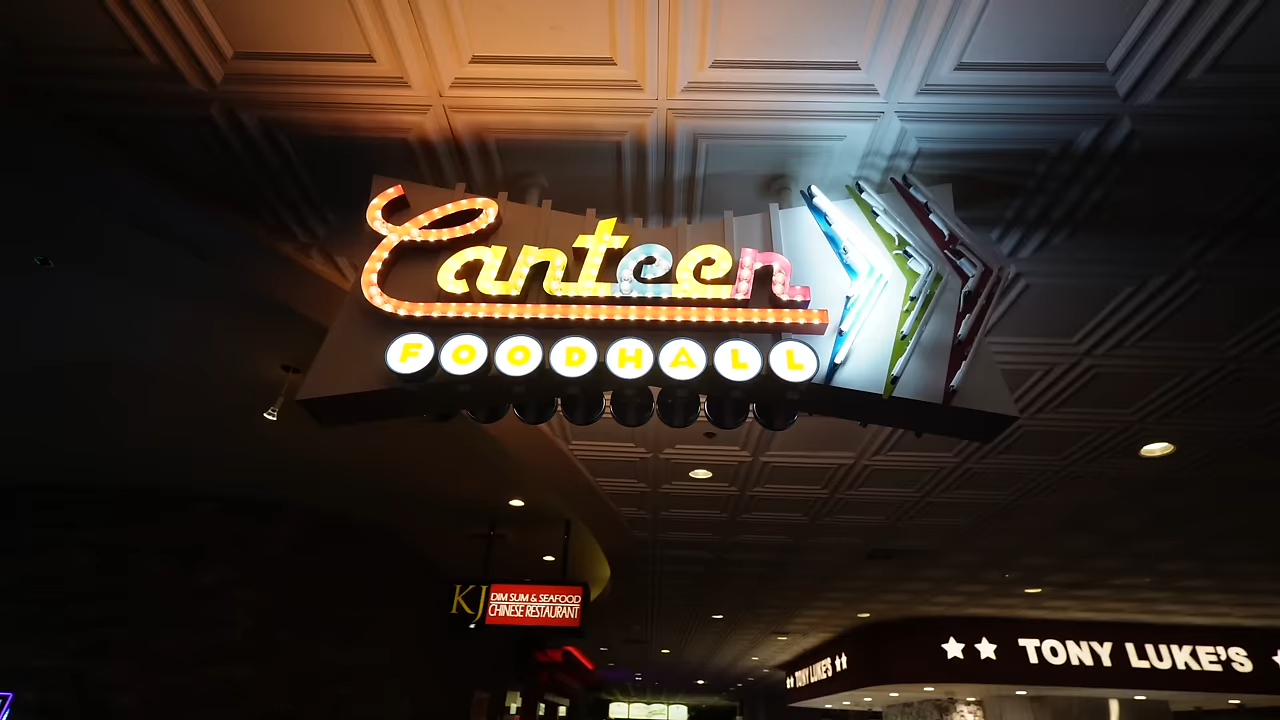 Canteen
FOODHALL
KJ DIM SUM & SEAFOOD
CHINESE RESTAURANT
TONY LUKE'S
TONY LUKE'S